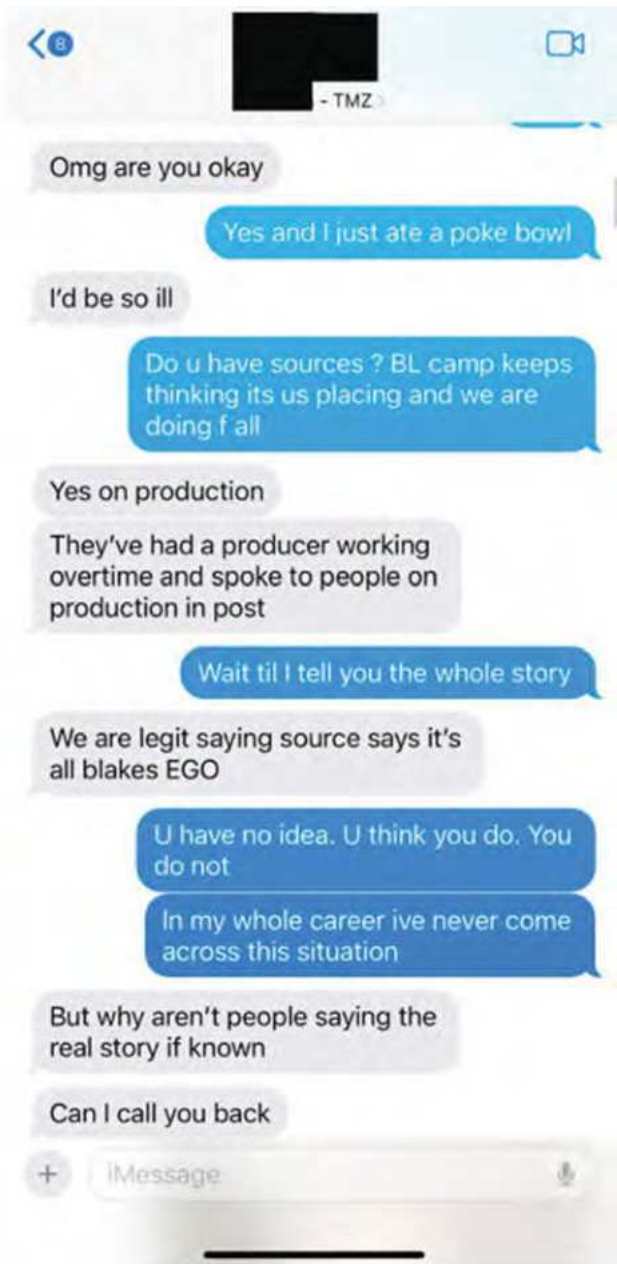 8
- TMZ
Omg are you okay
Yes and I just ate a poke bowl
I'd be so ill
Do u have sources ? BL camp keeps
thinking its us placing and we are
doing f all
Yes on production
They've had a producer working
overtime and spoke to people on
production in post
Wait til I tell you the whole story
We are legit saying source says it's
all blakes EGO
U have no idea. U think you do. You
do not
In my whole career ive never come
across this situation
But why aren't people saying the
real story if known
Can I call you back
+ iMessage